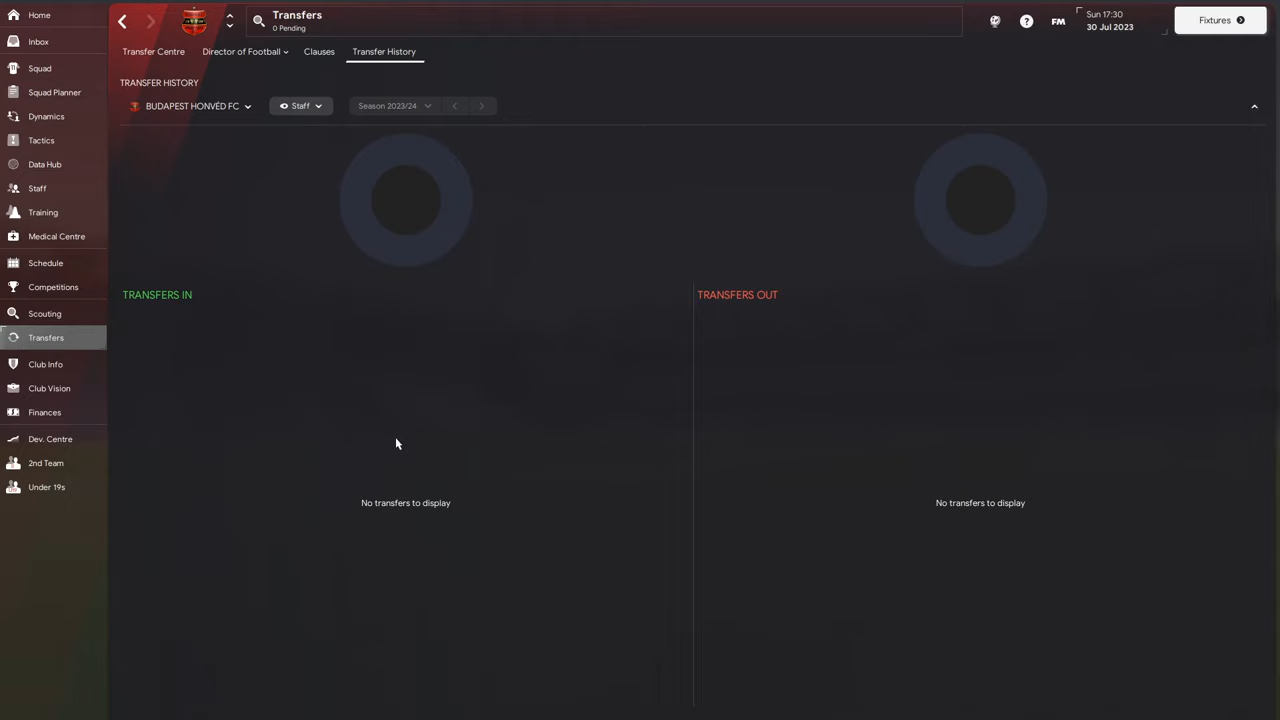 Home
Inbox
Squad
Squad Planner
Dynamics
Tactics
Data Hub
Staff
Training
Medical Centre
Schedule
Competitions
Scouting
Transfers
Club Info
Club Vision
Finances
Dev. Centre
2nd Team
Under 19s
Transfers
0 Pending
FM
Sun 17:30
30 Jul 2023
Fixtures
Transfer Centre
Director of Football
Clauses
Transfer History
TRANSFER HISTORY
BUDAPEST HONVÉD FC
Staff
Season 2023/24
TRANSFERS IN
No transfers to display
TRANSFERS OUT
No transfers to display